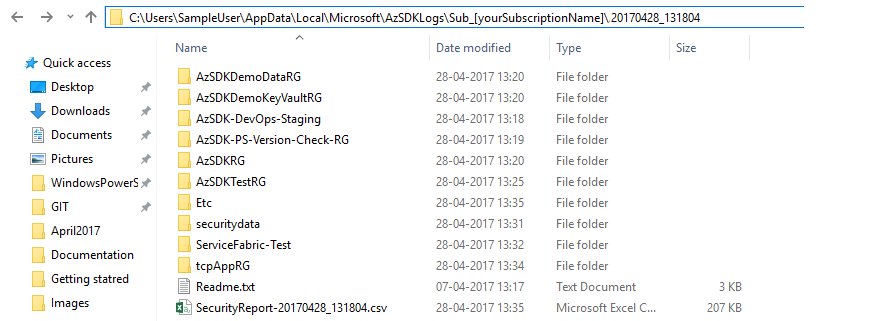 C:\Users\SampleUser\AppData\Local\Microsoft\AzSDKLogs\Sub_[yourSubscriptionName]\.20170428_131804
Name Date modified Type Size
Quick access
Desktop
Downloads
Documents
Pictures
WindowsPowerS
GIT
April2017
Documentation
Getting statred
Images
AzSDKDemoDataRG 28-04-2017 13:20 File folder
AzSDKDemoKeyVaultRG 28-04-2017 13:20 File folder
AzSDK-DevOps-Staging 28-04-2017 13:18 File folder
AzSDK-PS-Version-Check-RG 28-04-2017 13:19 File folder
AzSDKRG 28-04-2017 13:20 File folder
AzSDKTestRG 28-04-2017 13:25 File folder
Etc 28-04-2017 13:35 File folder
securitydata 28-04-2017 13:31 File folder
ServiceFabric-Test 28-04-2017 13:32 File folder
tcpAppRG 28-04-2017 13:34 File folder
Readme.txt 07-04-2017 13:17 Text Document 3 KB
SecurityReport-20170428_131804.csv 28-04-2017 13:35 Microsoft Excel C... 207 KB